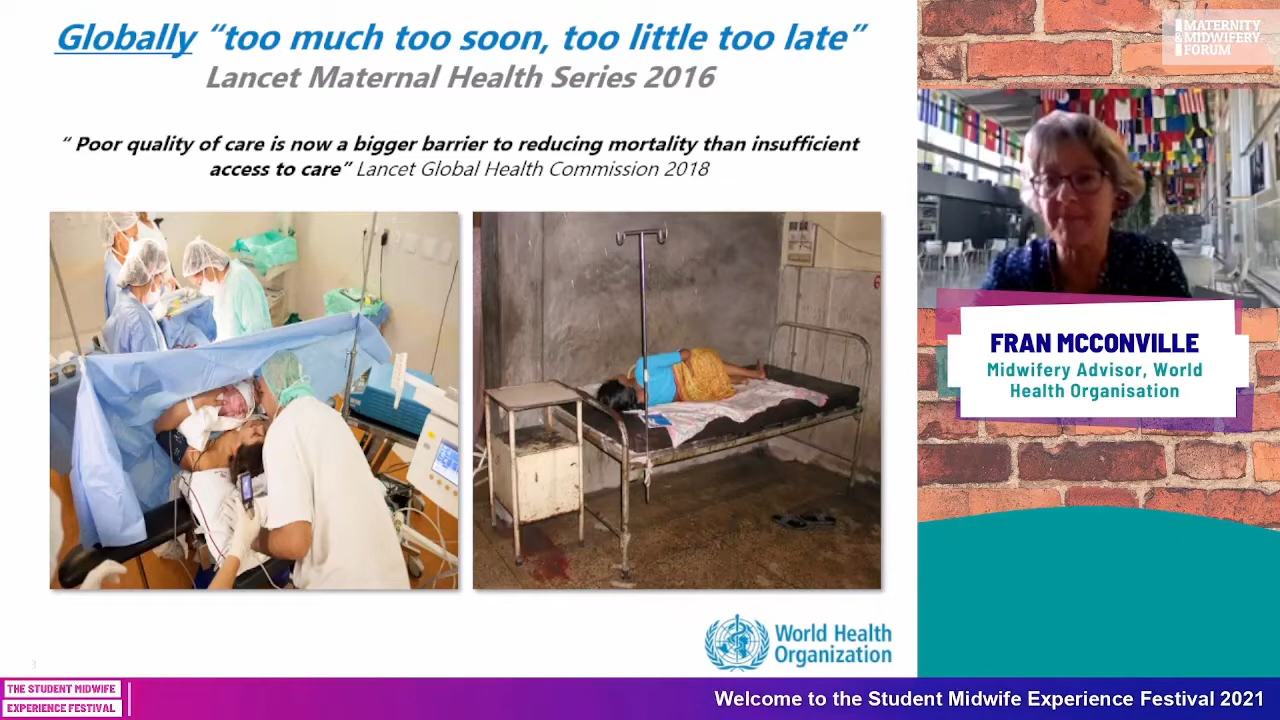 Globally “too much too soon, too little too late”
Lancet Maternal Health Series 2016
“ Poor quality of care is now a bigger barrier to reducing mortality than insufficient
access to care” Lancet Global Health Commission 2018
World Health
Organization
3
MATERNITY
& MIDWIFERY
FORUM
FRAN MCCONVILLE
Midwifery Advisor, World
Health Organisation
THE STUDENT MIDWIFE
EXPERIENCE FESTIVAL
Welcome to the Student Midwife Experience Festival 2021